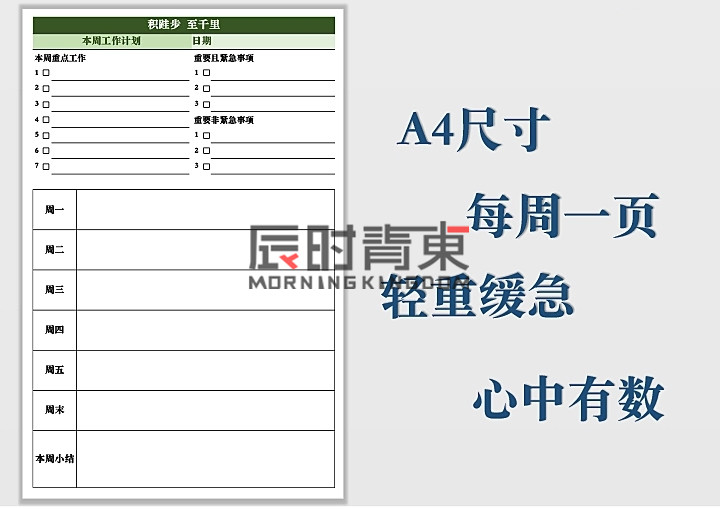 积跬步 至千里
本周工作计划 日期
本周重点工作 重要且紧急事项
1 1
2 2
3 3
4 重要非紧急事项
5 1
6 2
7 3
周一
周二
周三
周四
周五
周末
本周小结
A4尺寸
每周一页
轻重缓急
心中有数
辰时青東
MORNINGKINGDOM